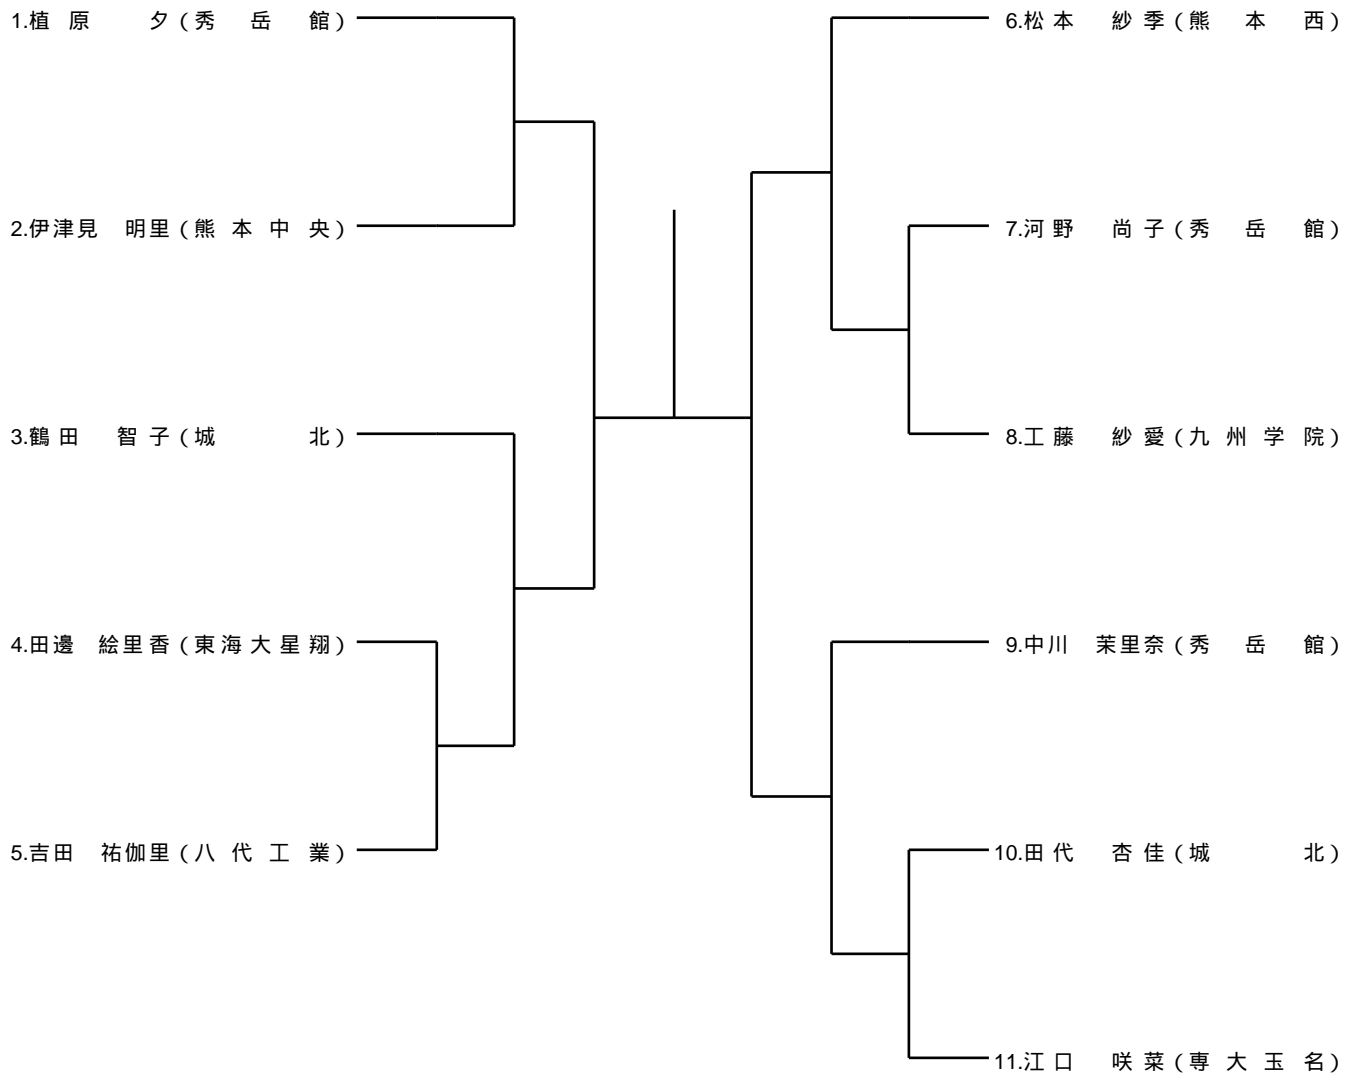 1.植原 夕(秀岳館)
2.伊津見 明里(熊本中央)
3.鶴田 智子(城北)
4.田邊 絵里香(東海大星翔)
5.吉田 祐伽里(八代工業)
6.松本 紗季(熊本西)
7.河野 尚子(秀岳館)
8.工藤 紗愛(九州学院)
9.中川 茉里奈(秀岳館)
10.田代 杏佳(城北)
11.江口 咲菜(専大玉名)